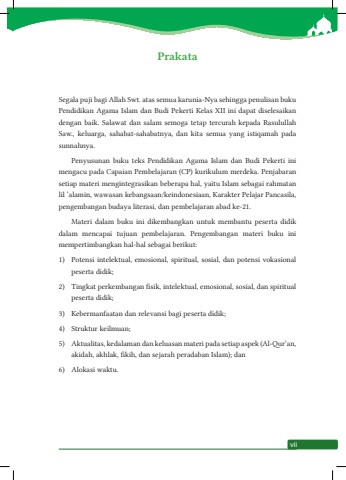 Prakata
Segala puji bagi Allah Swt. atas semua karunia-Nya sehingga penulisan buku
Pendidikan Agama Islam dan Budi Pekerti Kelas XII ini dapat diselesaikan
dengan baik. Salawat dan salam semoga tetap tercurah kepada Rasulullah
Saw., keluarga, sahabat-sahabatnya, dan kita semua yang istiqamah pada
sunnahnya.
Penyusunan buku teks Pendidikan Agama Islam dan Budi Pekerti ini
mengacu pada Capaian Pembelajaran (CP) kurikulum merdeka. Penjabaran
setiap materi mengintegrasikan beberapa hal, yaitu Islam sebagai rahmatan
lil ‘alamin, wawasan kebangsaan/keindonesiaan, Karakter Pelajar Pancasila,
pengembangan budaya literasi, dan pembelajaran abad ke-21.
Materi dalam buku ini dikembangkan untuk membantu peserta didik
dalam mencapai tujuan pembelajaran. Pengembangan materi buku ini
mempertimbangkan hal-hal sebagai berikut:
1) Potensi intelektual, emosional, spiritual, sosial, dan potensi vokasional
peserta didik;
2) Tingkat perkembangan fisik, intelektual, emosional, sosial, dan spiritual
peserta didik;
3) Kebermanfaatan dan relevansi bagi peserta didik;
4) Struktur keilmuan;
5) Aktualitas, kedalaman dan keluasan materi pada setiap aspek (Al-Qur’an,
akidah, akhlak, fikih, dan sejarah peradaban Islam); dan
6) Alokasi waktu.
vii